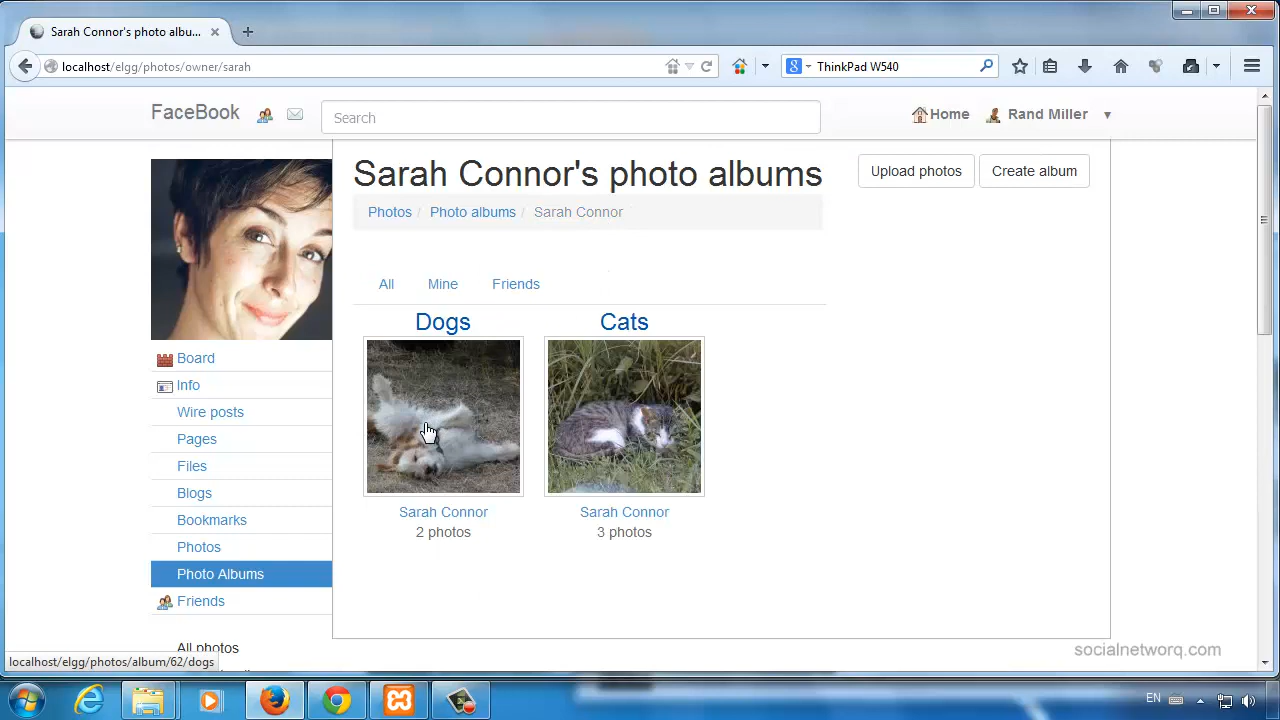 Sarah Connor's photo albu...
localhost/elgg/photos/owner/sarah
ThinkPad W540
FaceBook
Search
Home
Rand Miller
Sarah Connor's photo albums
Upload photos
Create album
Photos / Photo albums / Sarah Connor
All
Mine
Friends
Dogs
Cats
Sarah Connor
2 photos
Sarah Connor
3 photos
Board
Info
Wire posts
Pages
Files
Blogs
Bookmarks
Photos
Photo Albums
Friends
All photos
localhost/elgg/photos/album/62/dogs
socialnetworq.com
EN